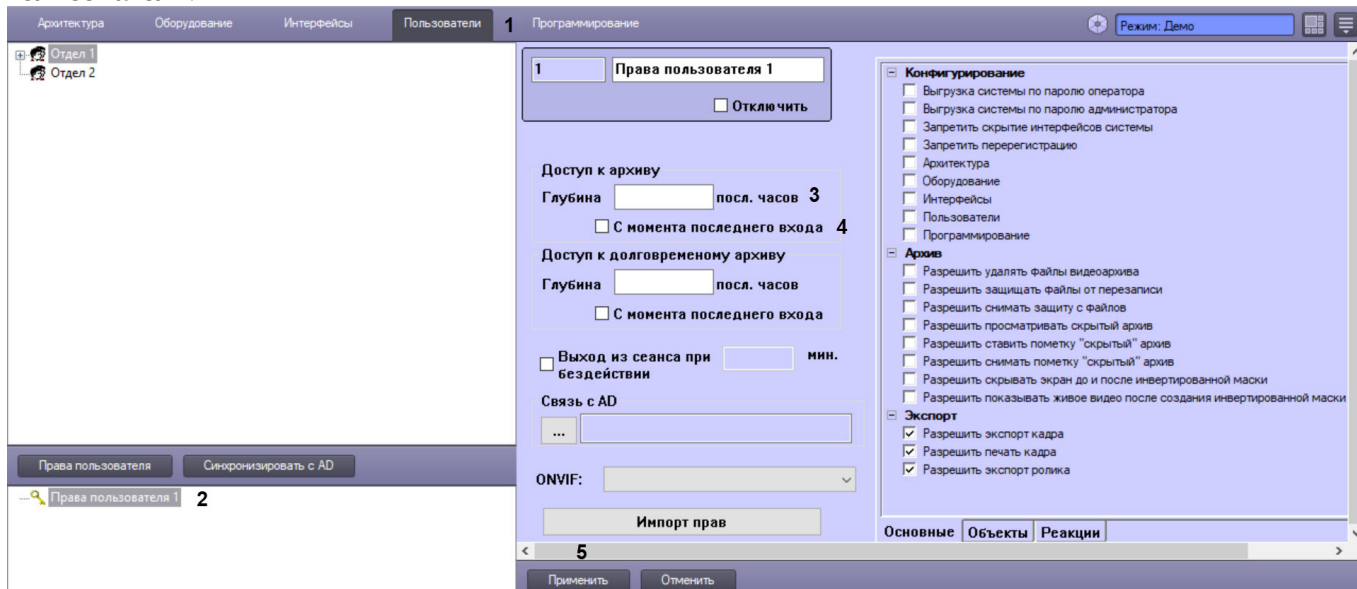 Архитектура Оборудование Интерфейсы Пользователи 1 Программирование Режим: Демо
Отдел 1
Отдел 2
Права пользователя
Синхронизировать с AD
Права пользователя 1 2
1 Права пользователя 1
Отключить
Доступ к архиву
Глубина посл. часов 3
С момента последнего входа 4
Доступ к долговременому архиву
Глубина посл. часов
С момента последнего входа
Выход из сеанса при мин.
бездействии
Связь с AD
...
ONVIF:
Импорт прав
5
Применить Отменить
Конфигурирование
Выгрузка системы по паролю оператора
Выгрузка системы по паролю администратора
Запретить скрытие интерфейсов системы
Запретить перерегистрацию
Архитектура
Оборудование
Интерфейсы
Пользователи
Программирование
Архив
Разрешить удалять файлы видеоархива
Разрешить защищать файлы от перезаписи
Разрешить снимать защиту с файлов
Разрешить просматривать скрытый архив
Разрешить ставить пометку "скрытый" архив
Разрешить снимать пометку "скрытый" архив
Разрешить скрывать экран до и после инвертированной маски
Разрешить показывать живое видео после создания инвертированной маски
Экспорт
Разрешить экспорт кадра
Разрешить печать кадра
Разрешить экспорт ролика
Основные Объекты Реакции